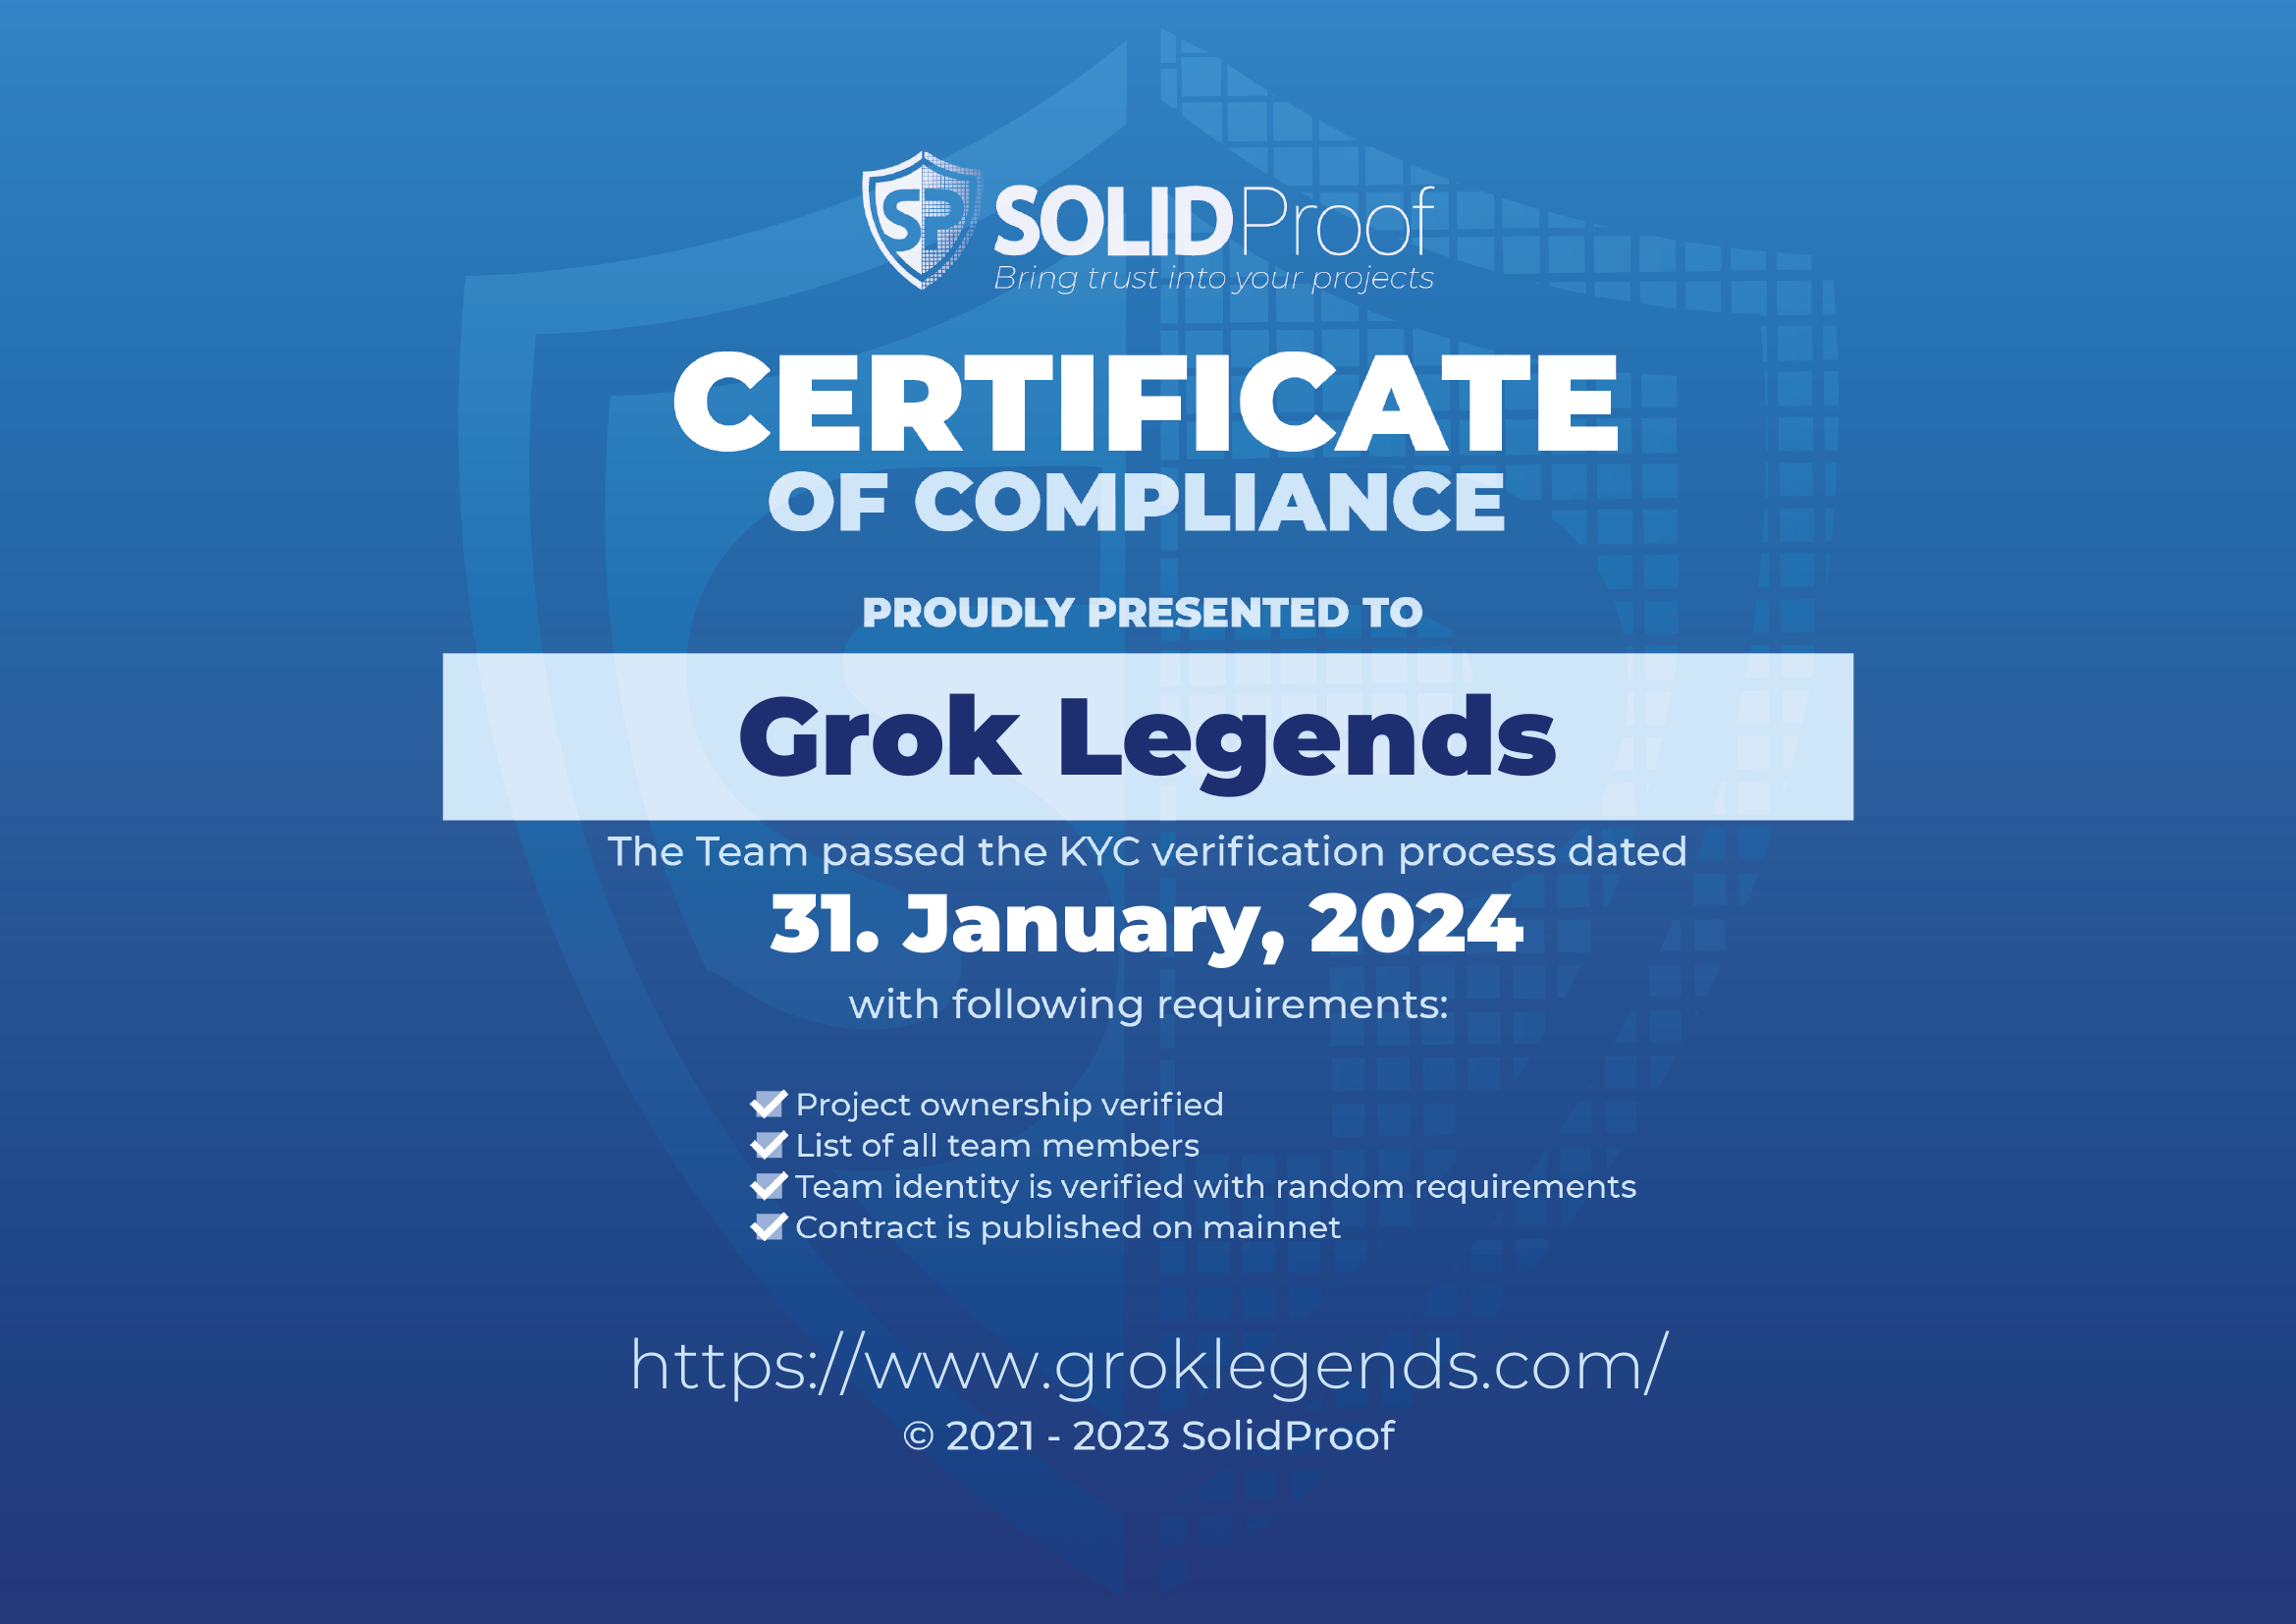 SP SOLIDProof
Bring trust into your projects
CERTIFICATE
OF COMPLIANCE
PROUDLY PRESENTED TO
Grok Legends
The Team passed the KYC verification process dated
31. January, 2024
with following requirements:
Project ownership verified
List of all team members
Team identity is verified with random requirements
Contract is published on mainnet
https://www.groklegends.com/
© 2021 - 2023 SolidProof